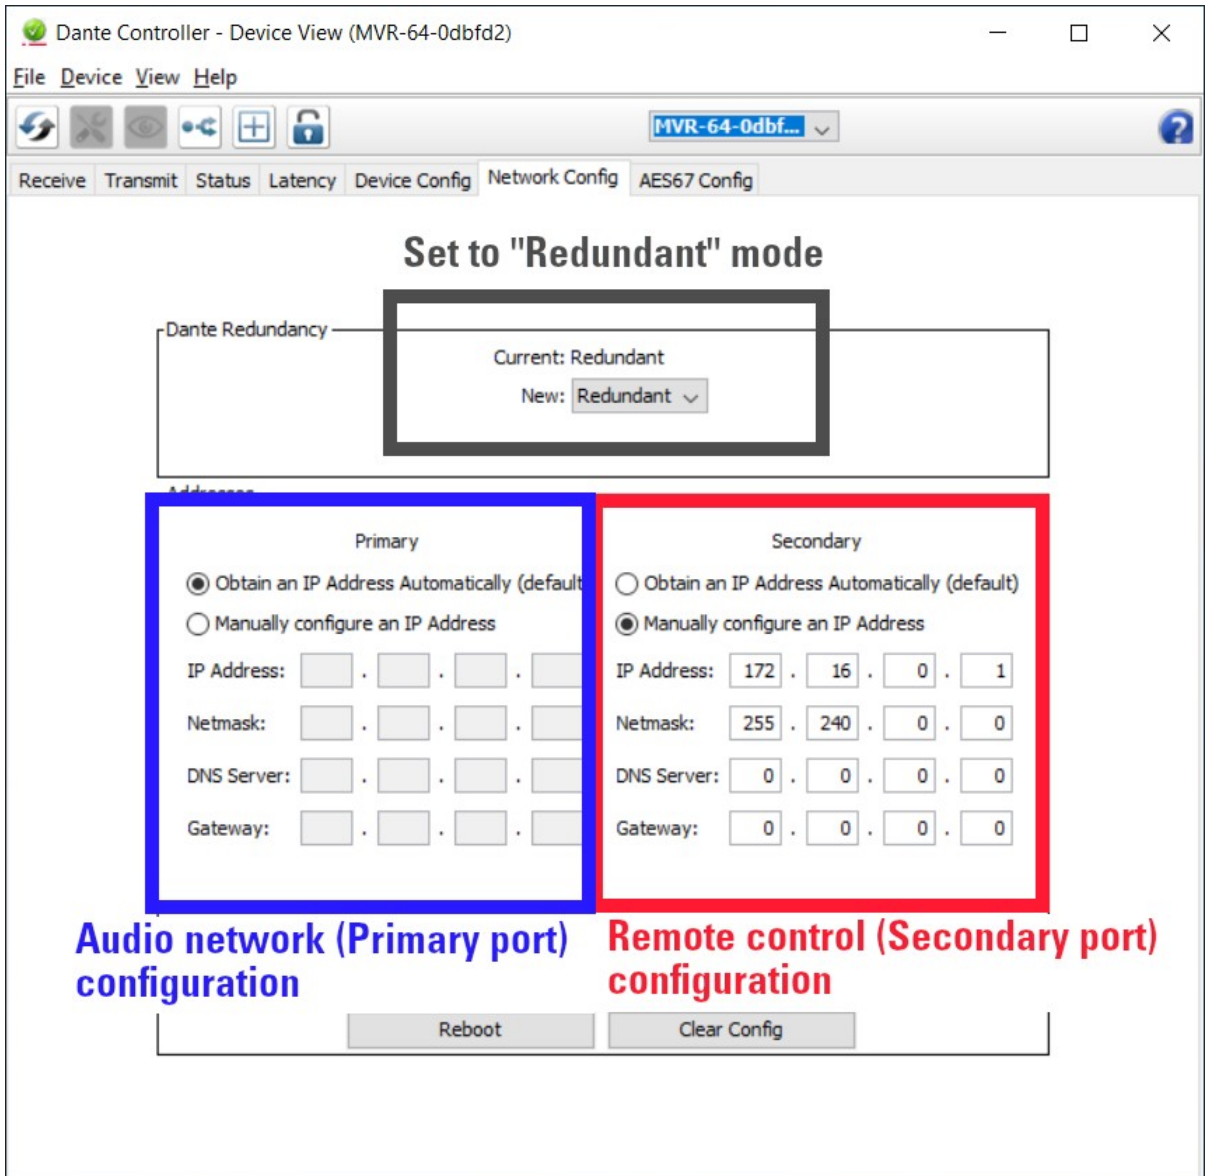 Dante Controller - Device View (MVR-64-0dbfd2)
File Device View Help
MVR-64-0dbf...
Receive Transmit Status Latency Device Config Network Config AES67 Config
Set to "Redundant" mode
Dante Redundancy
Current: Redundant
New: Redundant
Addresses
Primary
Obtain an IP Address Automatically (default
Manually configure an IP Address
IP Address: . . .
Netmask: . . .
DNS Server: . . .
Gateway: . . .
Secondary
Obtain an IP Address Automatically (default)
Manually configure an IP Address
IP Address: 172 . 16 . 0 . 1
Netmask: 255 . 240 . 0 . 0
DNS Server: 0 . 0 . 0 . 0
Gateway: 0 . 0 . 0 . 0
Audio network (Primary port)
configuration
Remote control (Secondary port)
configuration
Reboot Clear Config